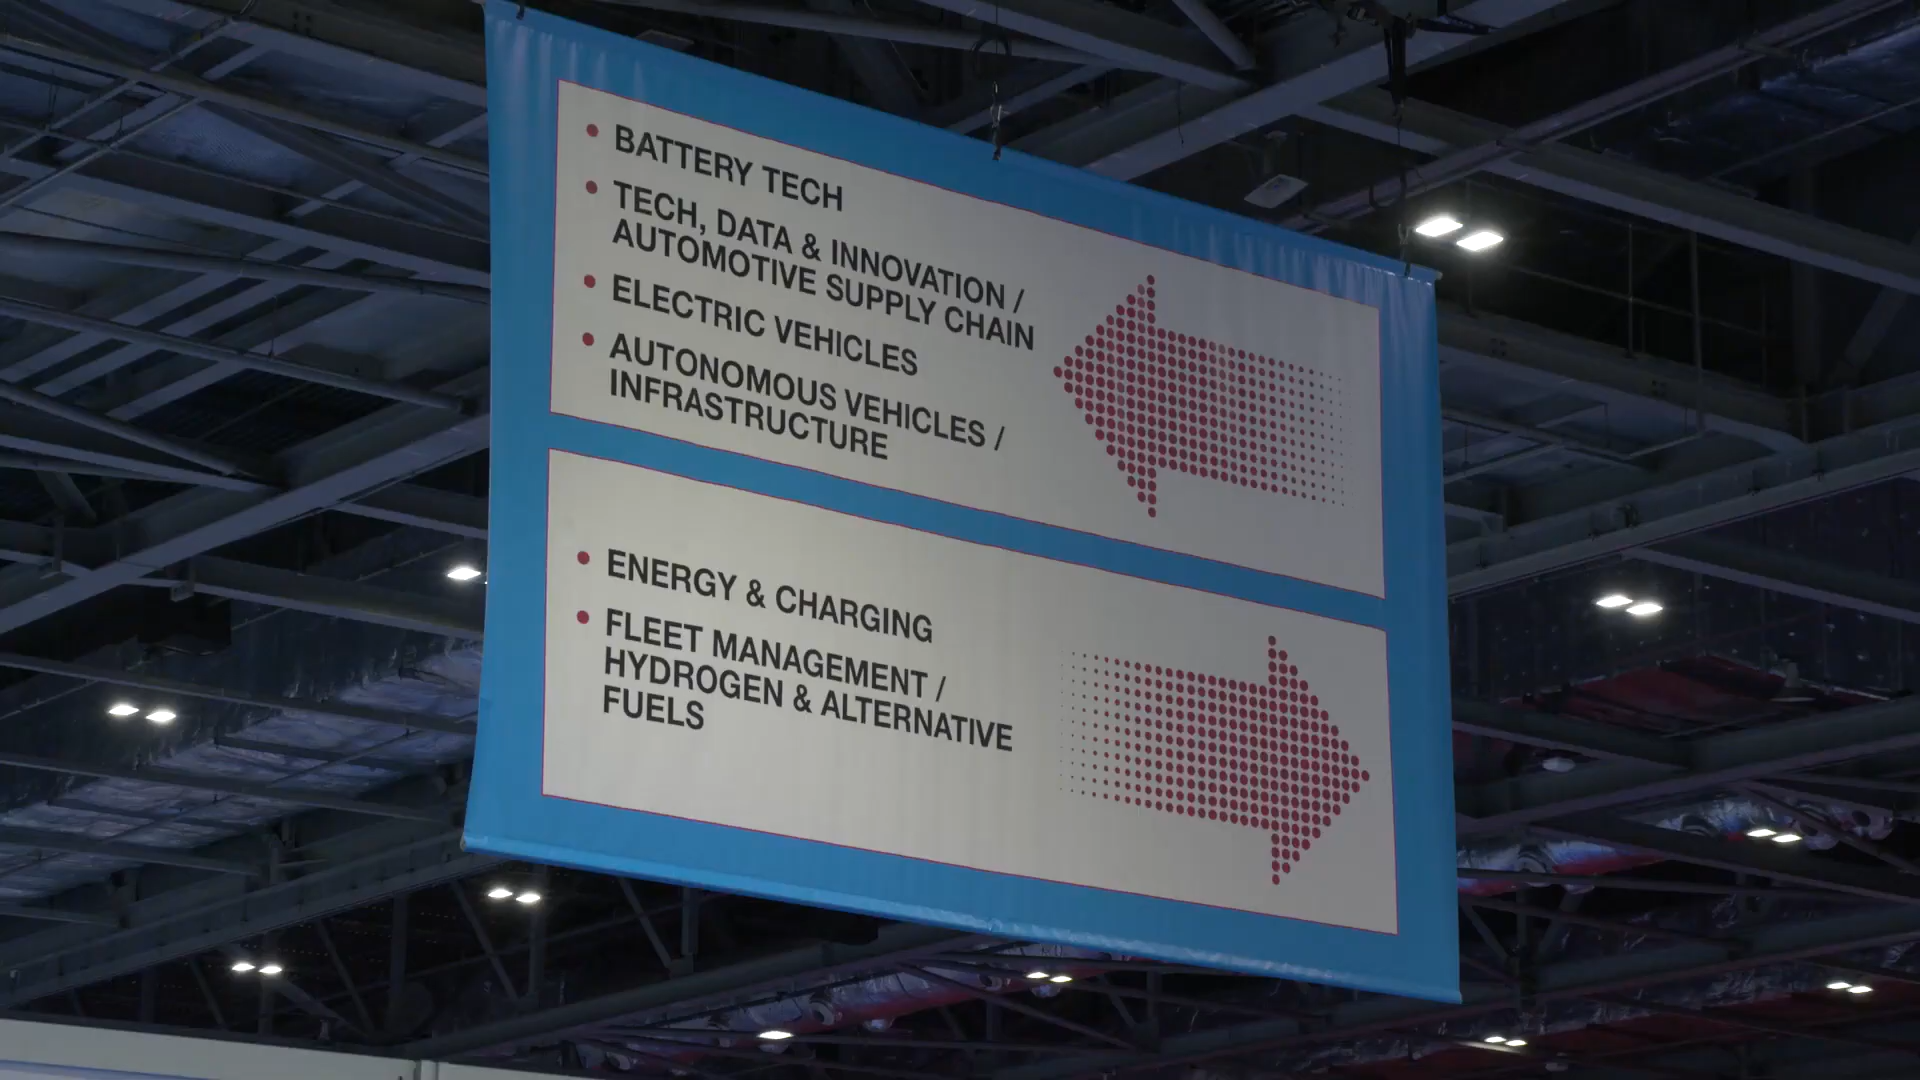 • BATTERY TECH
• TECH, DATA & INNOVATION /
AUTOMOTIVE SUPPLY CHAIN
• ELECTRIC VEHICLES
• AUTONOMOUS VEHICLES /
INFRASTRUCTURE
• ENERGY & CHARGING
• FLEET MANAGEMENT /
HYDROGEN & ALTERNATIVE
FUELS